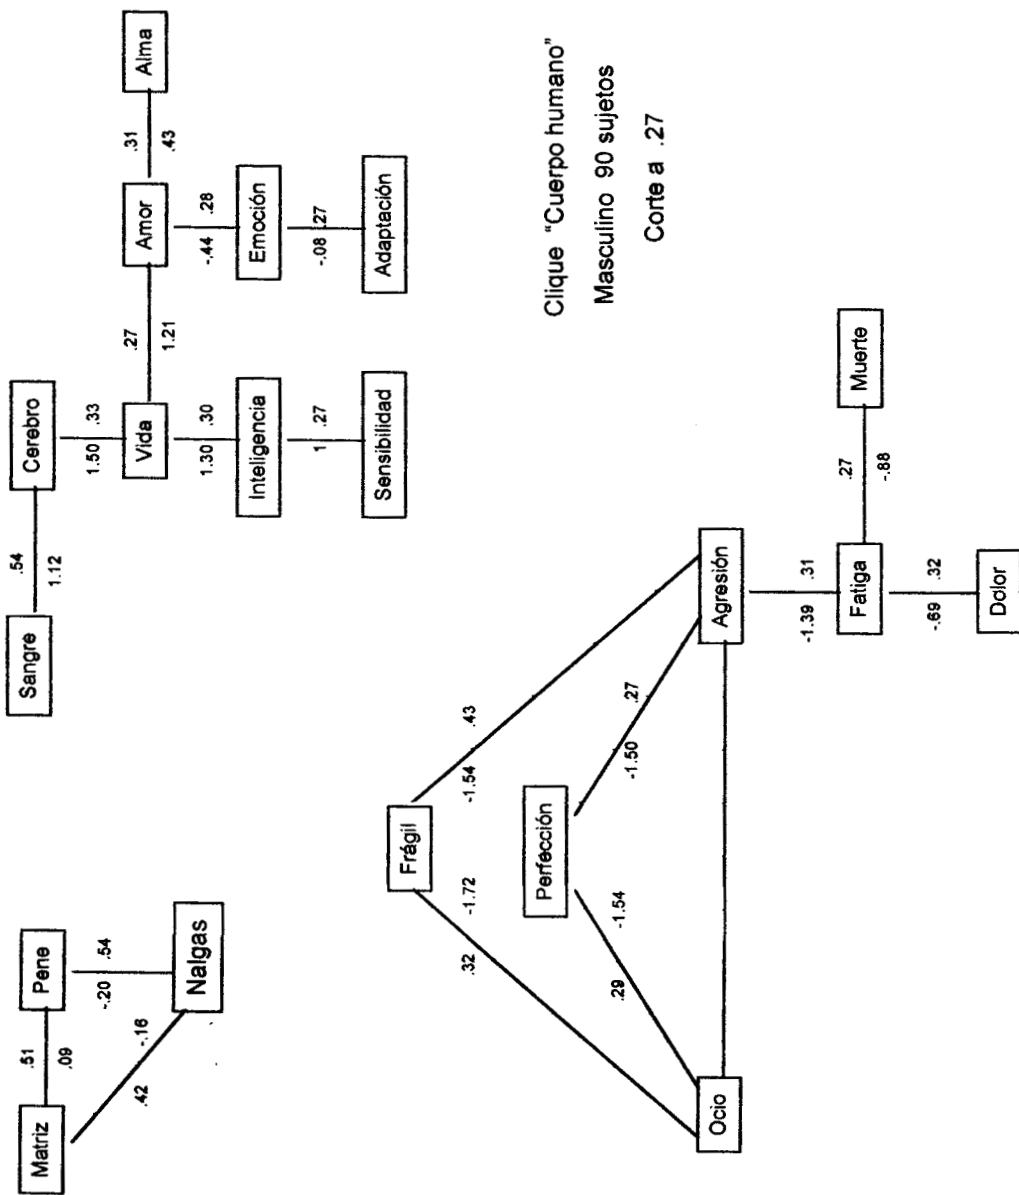 Matriz
.51
.09
Pene
-.20 .54
.42
-.16
Nalgas
Sangre
.54
1.12
Cerebro
1.50 .33
Vida
.27
1.21
Amor
.31
.43
Alma
1.30 .30
-.44 .28
Inteligencia
Emoción
1 .27
-.08 .27
Sensibilidad
Adaptación
Frágil
.32
-1.72
-1.54
.43
Perfección
.29
-1.54
-1.50
.27
Ocio
Agresión
-1.39 .31
Fatiga
.27
-.88
Muerte
-.69 .32
Dolor
Clique "Cuerpo humano"
Masculino 90 sujetos
Corte a .27